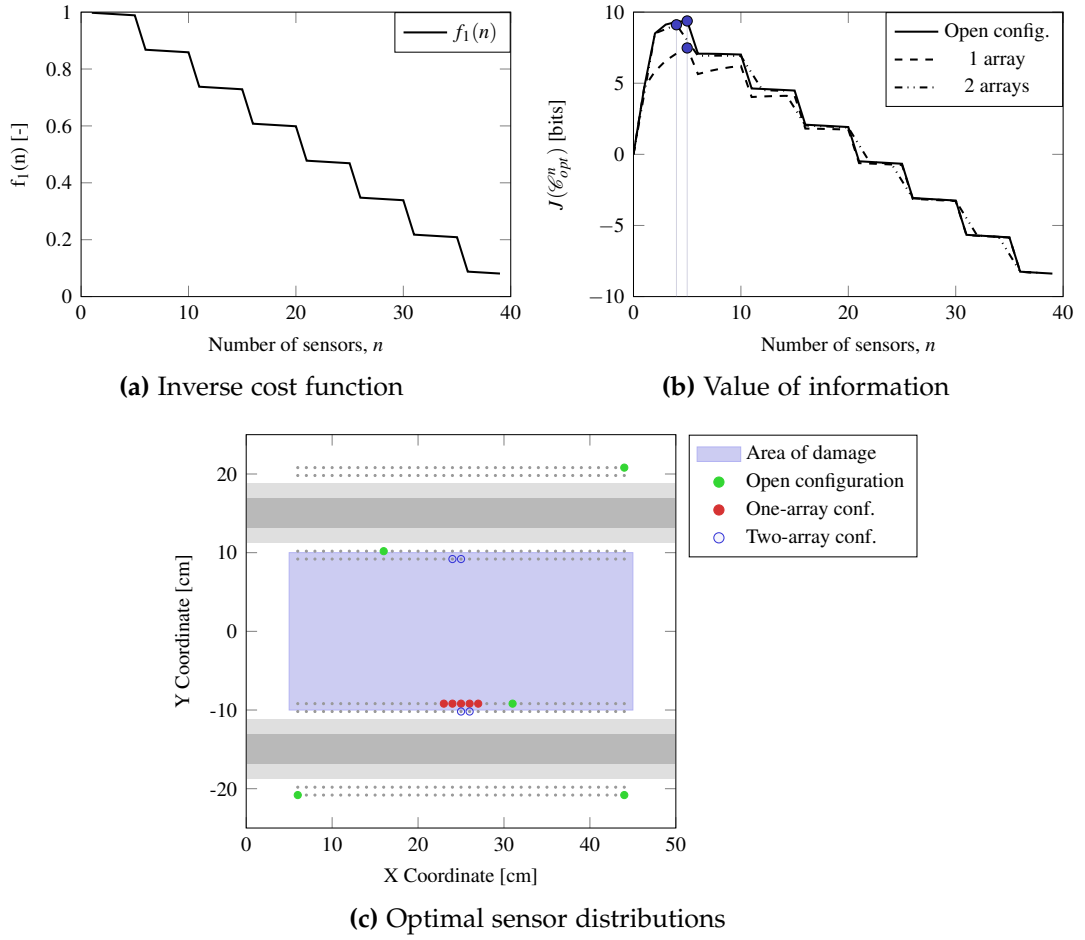 1
0.8
0.6
0.4
0.2
1
0
10
20
30
40
f₁(n) [-]
Number of sensors, n
f₁(n)
(a) Inverse cost function
10
5
0
−5
−10
0
10
20
30
40
J(𝒞ⁿₒₚₜ) [bits]
Number of sensors, n
Open config.
1 array
2 arrays
(b) Value of information
20
10
0
-10
-20
0
10
20
30
40
50
Y Coordinate [cm]
X Coordinate [cm]
Area of damage
Open configuration
One-array conf.
Two-array conf.
(c) Optimal sensor distributions